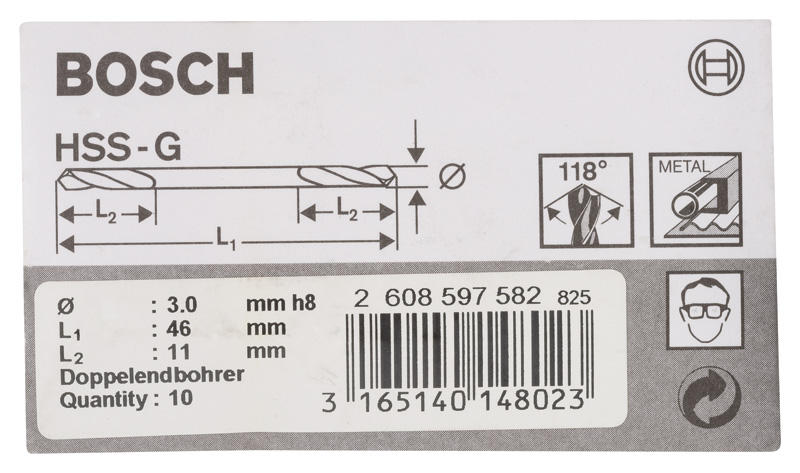 BOSCH
HSS-G
Ø
L2
L2
L1
118°
METAL
Ø : 3.0 mm h8
L1 : 46 mm
L2 : 11 mm
Doppelendbohrer
Quantity : 10
2 608 597 582 825
3 165140 148023